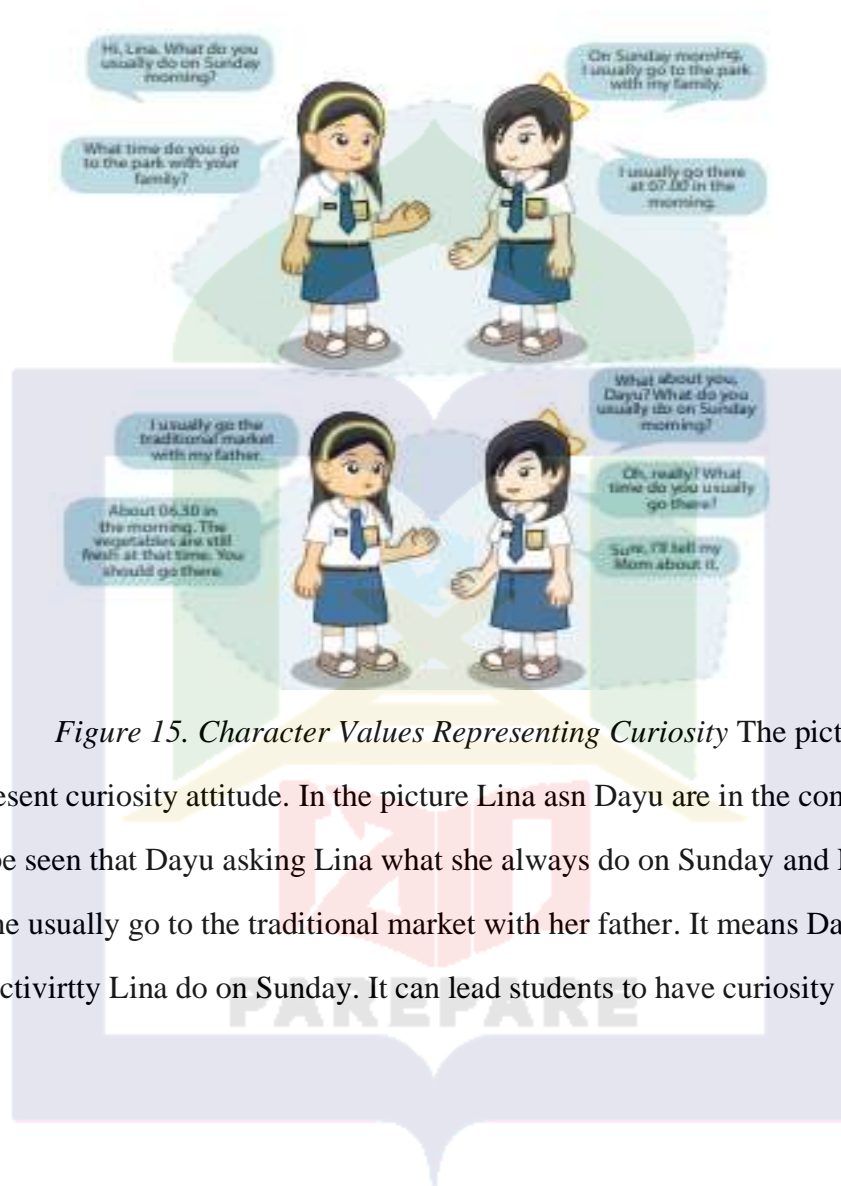 Hi, Lina. What do you
usually do on Sunday
morning?
On Sunday morning,
I usually go to the park
with my family.
What time do you go
to the park with your
family?
I usually go there
at 07.00 in the
morning.
What about you,
Dayu? What do you
usually do on Sunday
morning?
I usually go the
traditional market
with my father.
Oh, really? What
time do you usually
go there?
About 06.30 in
the morning. The
vegetables are still
fresh at that time. You
should go there.
Sure, I'll tell my
Mom about it.
Figure 15. Character Values Representing Curiosity The pict
esent curiosity attitude. In the picture Lina asn Dayu are in the con
be seen that Dayu asking Lina what she always do on Sunday and
ne usually go to the traditional market with her father. It means Da
ctivirtty Lina do on Sunday. It can lead students to have curiosity
PAREPARE